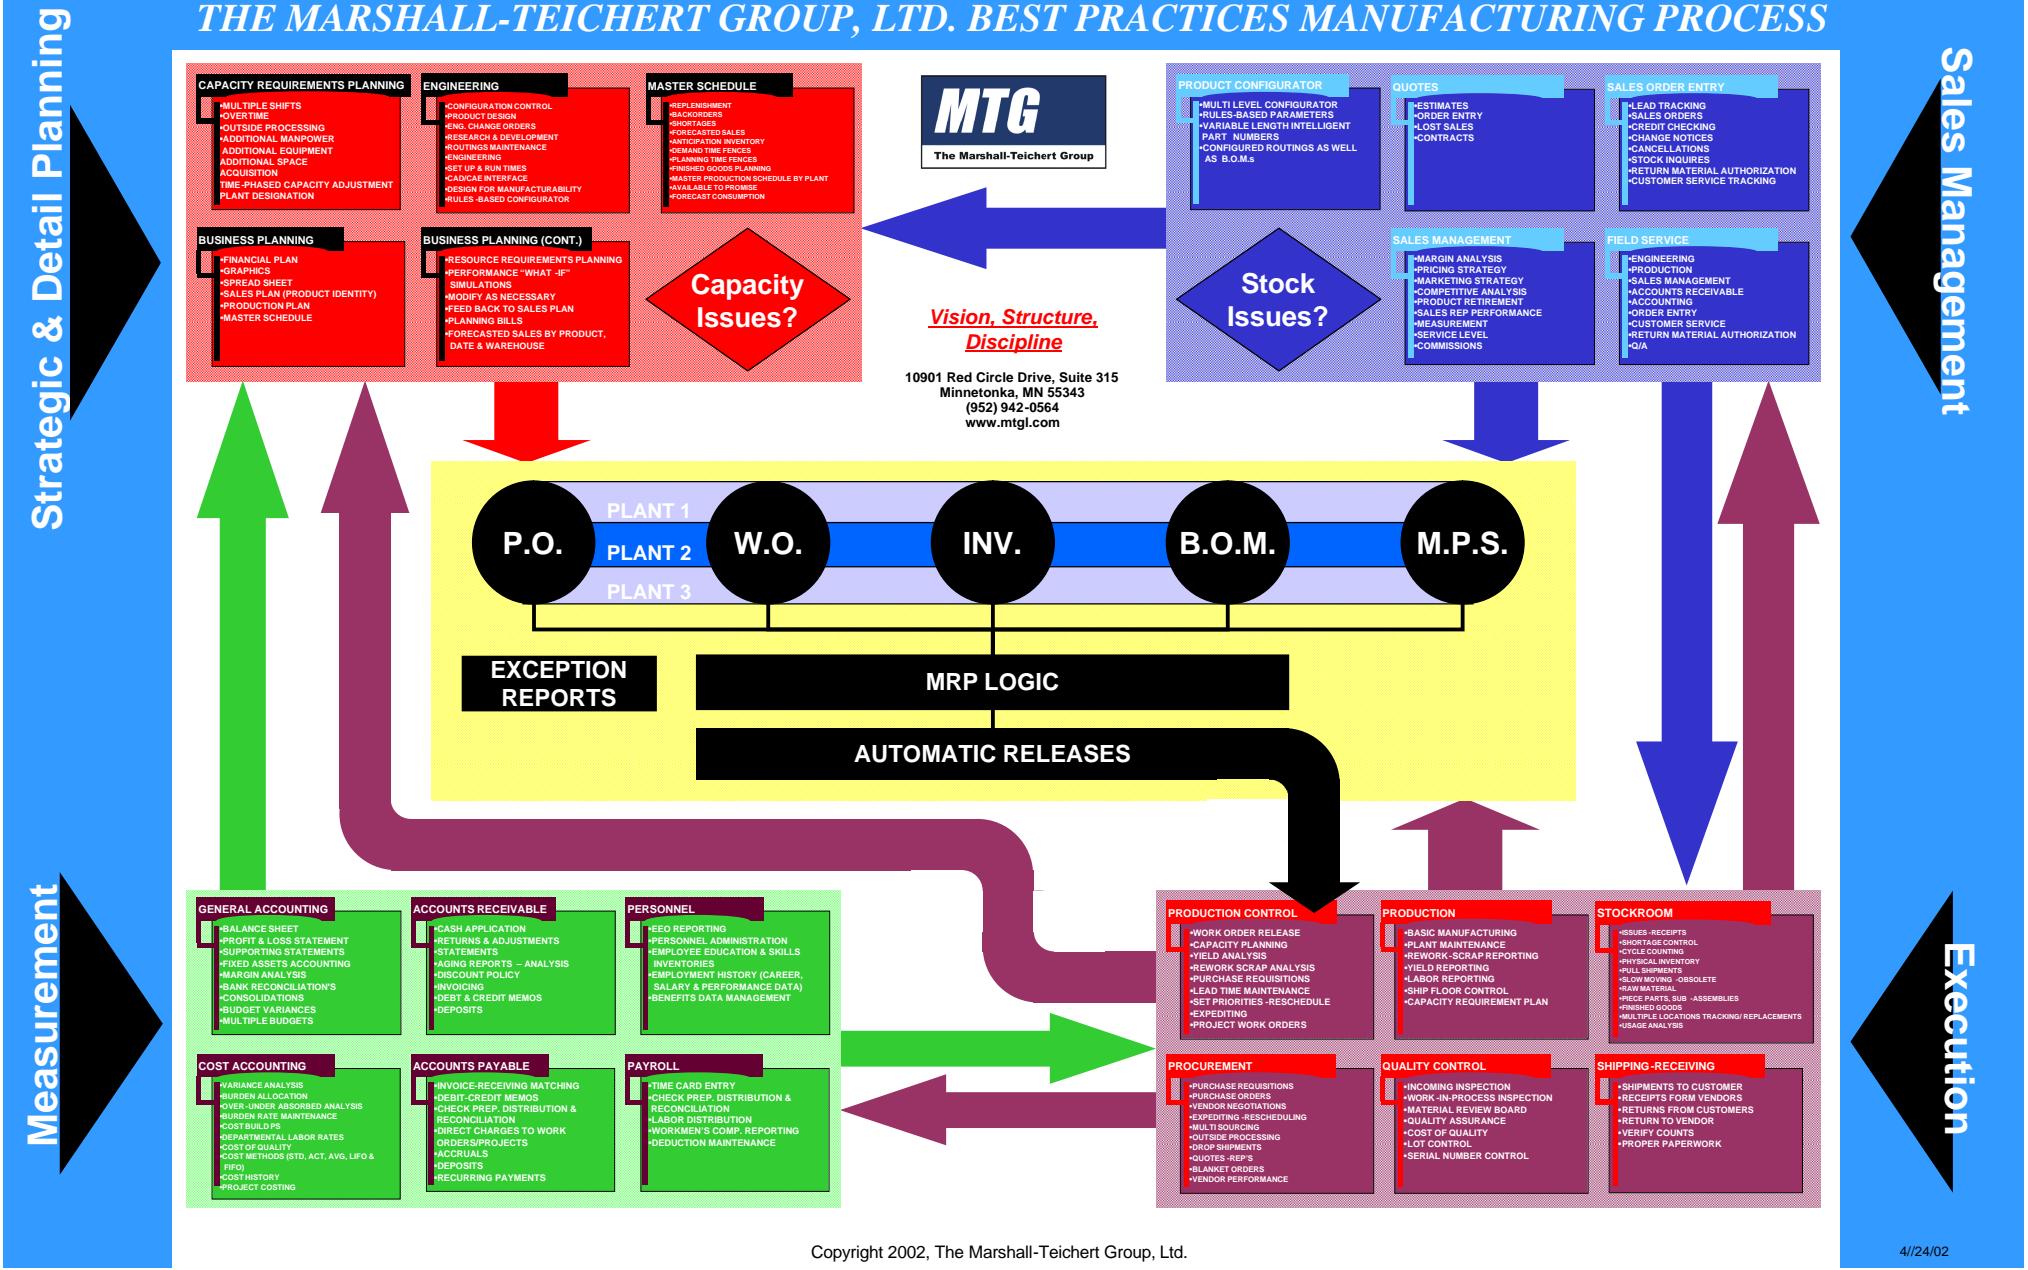 THE MARSHALL-TEICHERT GROUP, LTD. BEST PRACTICES MANUFACTURING PROCESS
Strategic & Detail Planning
CAPACITY REQUIREMENTS PLANNING
•MULTIPLE SHIFTS
•OVERTIME
•OUTSIDE PROCESSING
•ADDITIONAL MANPOWER
ADDITIONAL EQUIPMENT
ADDITIONAL SPACE
ACQUISITION
TIME-PHASED CAPACITY ADJUSTMENT
PLANT DESIGNATION
ENGINEERING
•CONFIGURATION CONTROL
•PRODUCT DESIGN
•ENG. CHANGE ORDERS
•RESEARCH & DEVELOPMENT
•ROUTINGS MAINTENANCE
•ENGINEERING
•SET UP & RUN TIMES
•CAD/CAE INTERFACE
•DESIGN FOR MANUFACTURABILITY
•RULES -BASED CONFIGURATOR
MASTER SCHEDULE
•REPLENISHMENT
•BACKORDERS
•SHORTAGES
•FORECASTED SALES
•ANTICIPATION INVENTORY
•DEMAND TIME FENCES
•PLANNING TIME FENCES
•FINISHED GOODS PLANNING
•MASTER PRODUCTION SCHEDULE BY PLANT
•AVAILABLE TO PROMISE
•FORECAST CONSUMPTION
BUSINESS PLANNING
•FINANCIAL PLAN
•GRAPHICS
•SPREAD SHEET
•SALES PLAN (PRODUCT IDENTITY)
•PRODUCTION PLAN
•MASTER SCHEDULE
BUSINESS PLANNING (CONT.)
•RESOURCE REQUIREMENTS PLANNING
•PERFORMANCE “WHAT -IF”
SIMULATIONS
•MODIFY AS NECESSARY
•FEED BACK TO SALES PLAN
•PLANNING BILLS
•FORECASTED SALES BY PRODUCT,
DATE & WAREHOUSE
Capacity
Issues?
MTG
The Marshall-Teichert Group
Vision, Structure,
Discipline
10901 Red Circle Drive, Suite 315
Minnetonka, MN 55343
(952) 942-0564
www.mtgl.com
PRODUCT CONFIGURATOR
•MULTI LEVEL CONFIGURATOR
•RULES-BASED PARAMETERS
•VARIABLE LENGTH INTELLIGENT
PART NUMBERS
•CONFIGURED ROUTINGS AS WELL
AS B.O.M.s
QUOTES
•ESTIMATES
•ORDER ENTRY
•LOST SALES
•CONTRACTS
SALES ORDER ENTRY
•LEAD TRACKING
•SALES ORDERS
•CREDIT CHECKING
•CHANGE NOTICES
•CANCELLATIONS
•STOCK INQUIRES
•RETURN MATERIAL AUTHORIZATION
•CUSTOMER SERVICE TRACKING
Stock
Issues?
SALES MANAGEMENT
•MARGIN ANALYSIS
•PRICING STRATEGY
•MARKETING STRATEGY
•COMPETITIVE ANALYSIS
•PRODUCT RETIREMENT
•SALES REP PERFORMANCE
•MEASUREMENT
•SERVICE LEVEL
•COMMISSIONS
FIELD SERVICE
•ENGINEERING
•PRODUCTION
•SALES MANAGEMENT
•ACCOUNTS RECEIVABLE
•ACCOUNTING
•ORDER ENTRY
•CUSTOMER SERVICE
•RETURN MATERIAL AUTHORIZATION
•Q/A
Sales Management
PLANT 1
PLANT 2
PLANT 3
P.O.
W.O.
INV.
B.O.M.
M.P.S.
EXCEPTION
REPORTS
MRP LOGIC
AUTOMATIC RELEASES
Measurement
GENERAL ACCOUNTING
•BALANCE SHEET
•PROFIT & LOSS STATEMENT
•SUPPORTING STATEMENTS
•FIXED ASSETS ACCOUNTING
•MARGIN ANALYSIS
•BANK RECONCILIATION'S
•CONSOLIDATIONS
•BUDGET VARIANCES
•MULTIPLE BUDGETS
ACCOUNTS RECEIVABLE
•CASH APPLICATION
•RETURNS & ADJUSTMENTS
•STATEMENTS
•AGING REPORTS – ANALYSIS
•DISCOUNT POLICY
•INVOICING
•DEBT & CREDIT MEMOS
•DEPOSITS
PERSONNEL
•EEO REPORTING
•PERSONNEL ADMINISTRATION
•EMPLOYEE EDUCATION & SKILLS
INVENTORIES
•EMPLOYMENT HISTORY (CAREER,
SALARY & PERFORMANCE DATA)
•BENEFITS DATA MANAGEMENT
COST ACCOUNTING
•VARIANCE ANALYSIS
•BURDEN ALLOCATION
•OVER-UNDER ABSORBED ANALYSIS
•BURDEN RATE MAINTENANCE
•COST BUILD PS
•DEPARTMENTAL LABOR RATES
•COST OF QUALITY
•COST METHODS (STD, ACT, AVG, LIFO &
FIFO)
•COST HISTORY
•PROJECT COSTING
ACCOUNTS PAYABLE
•INVOICE-RECEIVING MATCHING
•DEBIT-CREDIT MEMOS
•CHECK PREP. DISTRIBUTION &
RECONCILIATION
•DIRECT CHARGES TO WORK
ORDERS/PROJECTS
•ACCRUALS
•DEPOSITS
•RECURRING PAYMENTS
PAYROLL
•TIME CARD ENTRY
•CHECK PREP. DISTRIBUTION &
RECONCILIATION
•LABOR DISTRIBUTION
•WORKMEN'S COMP. REPORTING
•DEDUCTION MAINTENANCE
PRODUCTION CONTROL
•WORK ORDER RELEASE
•CAPACITY PLANNING
•YIELD ANALYSIS
•REWORK SCRAP ANALYSIS
•PURCHASE REQUISITIONS
•LEAD TIME MAINTENANCE
•SET PRIORITIES -RESCHEDULE
•EXPEDITING
•PROJECT WORK ORDERS
PRODUCTION
•BASIC MANUFACTURING
•PLANT MAINTENANCE
•REWORK-SCRAP REPORTING
•YIELD REPORTING
•LABOR REPORTING
•SHIP FLOOR CONTROL
•CAPACITY REQUIREMENT PLAN
STOCKROOM
•ISSUES -RECEIPTS
•SHORTAGE CONTROL
•CYCLE COUNTING
•PHYSICAL INVENTORY
•PULL SHIPMENTS
•SLOW MOVING -OBSOLETE
•RAW MATERIAL
•PIECE PARTS, SUB -ASSEMBLIES
•FINISHED GOODS
•MULTIPLE LOCATIONS TRACKING/ REPLACEMENTS
•USAGE ANALYSIS
PROCUREMENT
•PURCHASE REQUISITIONS
•PURCHASE ORDERS
•VENDOR NEGOTIATIONS
•EXPEDITING -RESCHEDULING
•MULTI SOURCING
•OUTSIDE PROCESSING
•DROP SHIPMENTS
•QUOTES -REP'S
•BLANKET ORDERS
•VENDOR PERFORMANCE
QUALITY CONTROL
•INCOMING INSPECTION
•WORK -IN-PROCESS INSPECTION
•MATERIAL REVIEW BOARD
•QUALITY ASSURANCE
•COST OF QUALITY
•LOT CONTROL
•SERIAL NUMBER CONTROL
SHIPPING -RECEIVING
•SHIPMENTS TO CUSTOMER
•RECEIPTS FORM VENDORS
•RETURNS FROM CUSTOMERS
•RETURN TO VENDOR
•VERIFY COUNTS
•PROPER PAPERWORK
Execution
Copyright 2002, The Marshall-Teichert Group, Ltd.
4//24/02